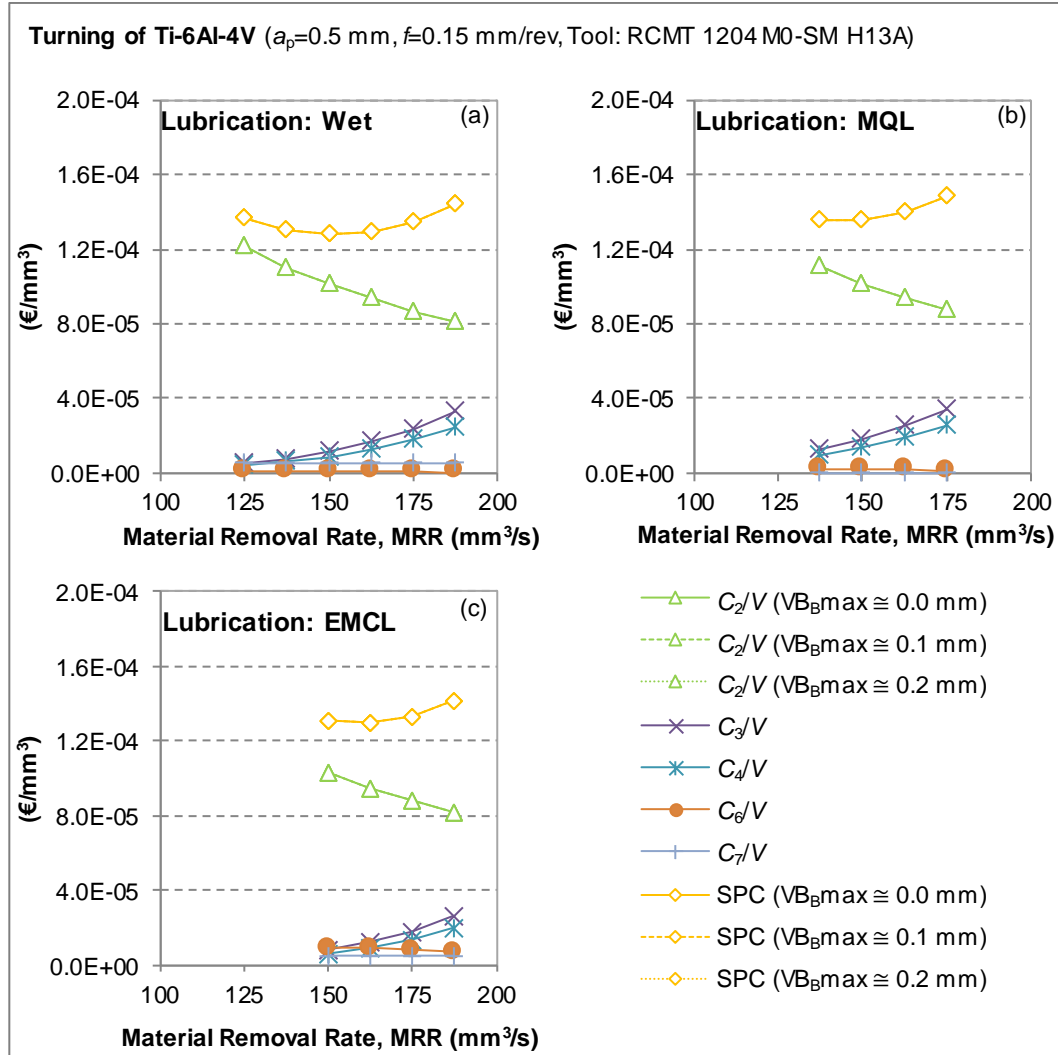 Turning of Ti-6Al-4V (aₚ=0.5 mm, f=0.15 mm/rev, Tool: RCMT 1204 M0-SM H13A)
(€/mm³)
2.0E-04
1.6E-04
1.2E-04
8.0E-05
4.0E-05
0.0E+00
Lubrication: Wet
(a)
100 125 150 175 200
Material Removal Rate, MRR (mm³/s)
(€/mm³)
2.0E-04
1.6E-04
1.2E-04
8.0E-05
4.0E-05
0.0E+00
Lubrication: MQL
(b)
100 125 150 175 200
Material Removal Rate, MRR (mm³/s)
(€/mm³)
2.0E-04
1.6E-04
1.2E-04
8.0E-05
4.0E-05
0.0E+00
Lubrication: EMCL
(c)
100 125 150 175 200
Material Removal Rate, MRR (mm³/s)
C₂/V (VB_Bmax ≅ 0.0 mm)
C₂/V (VB_Bmax ≅ 0.1 mm)
C₂/V (VB_Bmax ≅ 0.2 mm)
C₃/V
C₄/V
C₆/V
C₇/V
SPC (VB_Bmax ≅ 0.0 mm)
SPC (VB_Bmax ≅ 0.1 mm)
SPC (VB_Bmax ≅ 0.2 mm)